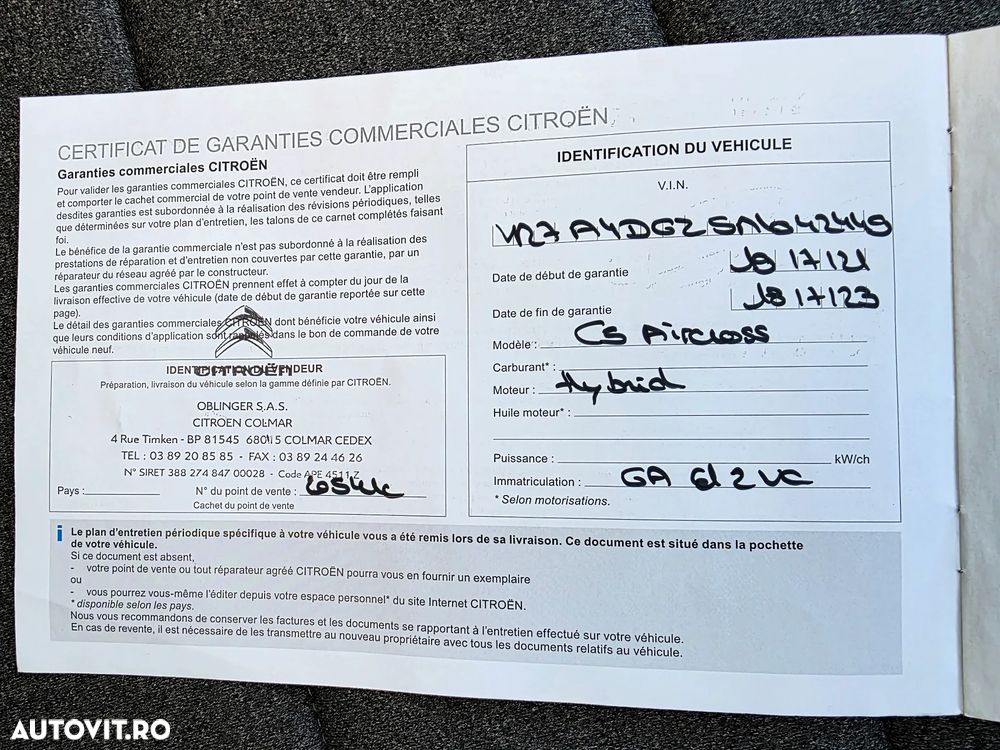 CERTIFICAT DE GARANTIES COMMERCIALES CITROËN
Garanties commerciales CITROËN
Pour valider les garanties commerciales CITROËN, ce certificat doit être rempli
et comporter le cachet commercial de votre point de vente vendeur. L'application
desdites garanties est subordonnée à la réalisation des révisions périodiques, telles
que déterminées sur votre plan d'entretien, les talons de ce carnet complétés faisant
foi.
Le bénéfice de la garantie commerciale n'est pas subordonné à la réalisation des
prestations de réparation et d'entretien non couvertes par cette garantie, par un
réparateur du réseau agréé par le constructeur.
Les garanties commerciales CITROËN prennent effet à compter du jour de la
livraison effective de votre véhicule (date de début de garantie reportée sur cette
page).
Le détail des garanties commerciales CITROËN dont bénéficie votre véhicule ainsi
que leurs conditions d'application sont rappelés dans le bon de commande de votre
véhicule neuf.
CITROËN
IDENTIFICATION DU VENDEUR
Préparation, livraison du véhicule selon la gamme définie par CITROËN.
OBLINGER S.A.S.
CITROEN COLMAR
4 Rue Timken - BP 81545 68015 COLMAR CEDEX
TEL : 03 89 20 85 85 - FAX : 03 89 24 46 26
N° SIRET 388 274 847 00028 - Code APE 4511 Z
Pays :
N° du point de vente :
Cachet du point de vente
IDENTIFICATION DU VEHICULE
V.I.N.
Date de début de garantie 18 17 121
Date de fin de garantie 18 17 123
Modèle : C5 Aircross
Carburant* :
Moteur : Hybrid
Huile moteur* :
Puissance : kW/ch
Immatriculation : GA
* Selon motorisations.
i
Le plan d'entretien périodique spécifique à votre véhicule vous a été remis lors de sa livraison. Ce document est situé dans la pochette
de votre véhicule.
Si ce document est absent,
- votre point de vente ou tout réparateur agréé CITROËN pourra vous en fournir un exemplaire
ou
- vous pourrez vous-même l'éditer depuis votre espace personnel* du site Internet CITROËN.
* disponible selon les pays.
Nous vous recommandons de conserver les factures et les documents se rapportant à l'entretien effectué sur votre véhicule.
En cas de revente, il est nécessaire de les transmettre au nouveau propriétaire avec tous les documents relatifs au véhicule.
AUTOVIT.RO